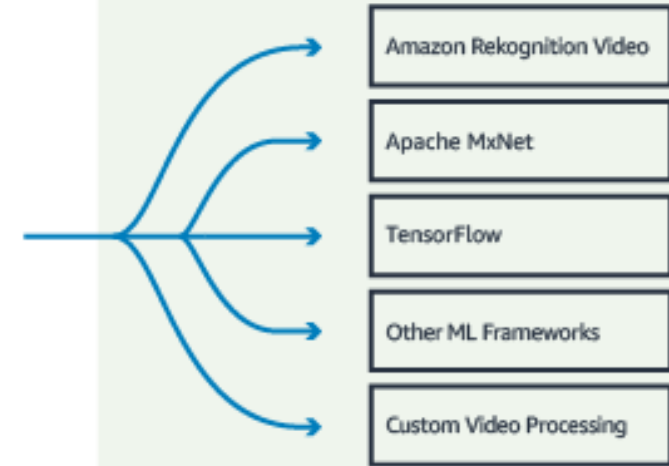 Amazon Rekognition Video
Apache MxNet
TensorFlow
Other ML Frameworks
Custom Video Processing